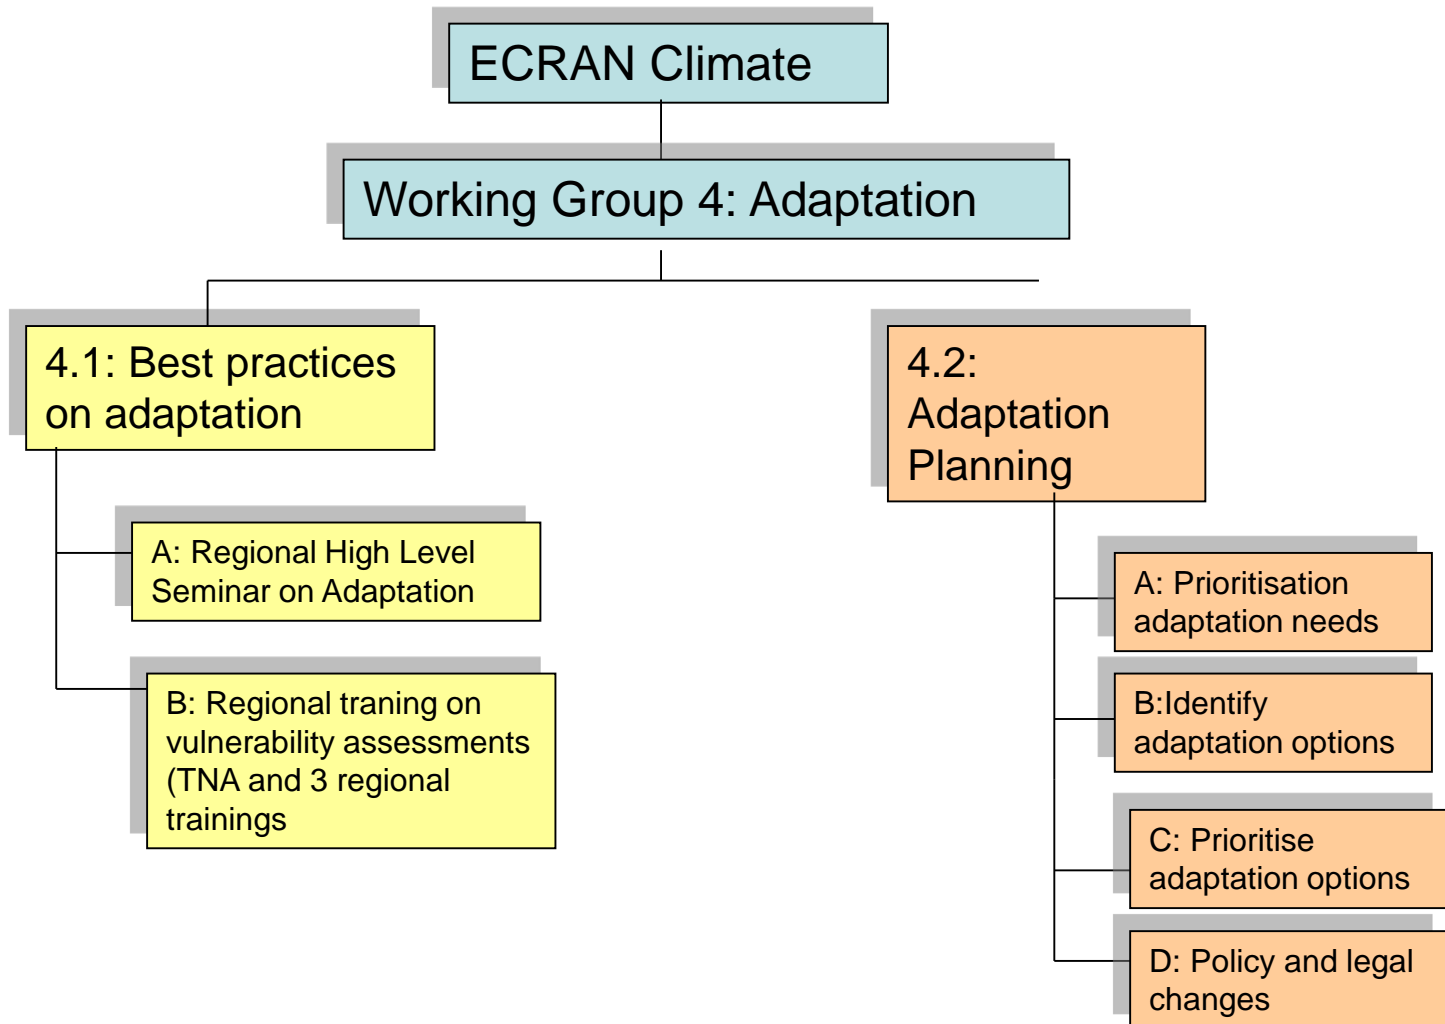 ECRAN Climate
Working Group 4: Adaptation
4.1: Best practices
on adaptation
A: Regional High Level
Seminar on Adaptation
B: Regional traning on
vulnerability assessments
(TNA and 3 regional
trainings
4.2:
Adaptation
Planning
A: Prioritisation
adaptation needs
B:Identify
adaptation options
C: Prioritise
adaptation options
D: Policy and legal
changes